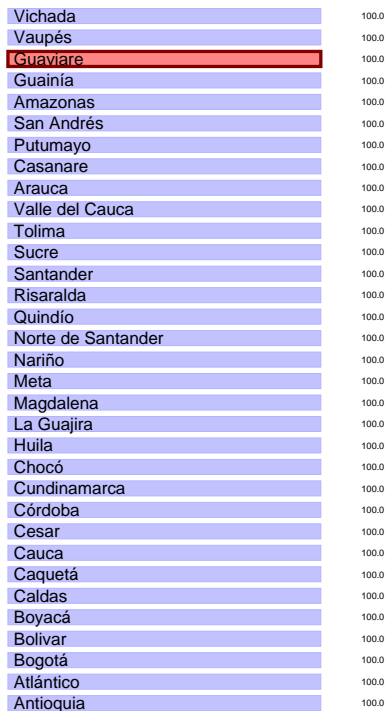 Vichada 100.0
Vaupés 100.0
Guaviare 100.0
Guainía 100.0
Amazonas 100.0
San Andrés 100.0
Putumayo 100.0
Casanare 100.0
Arauca 100.0
Valle del Cauca 100.0
Tolima 100.0
Sucre 100.0
Santander 100.0
Risaralda 100.0
Quindío 100.0
Norte de Santander 100.0
Nariño 100.0
Meta 100.0
Magdalena 100.0
La Guajira 100.0
Huila 100.0
Chocó 100.0
Cundinamarca 100.0
Córdoba 100.0
Cesar 100.0
Cauca 100.0
Caquetá 100.0
Caldas 100.0
Boyacá 100.0
Bolivar 100.0
Bogotá 100.0
Atlántico 100.0
Antioquia 100.0